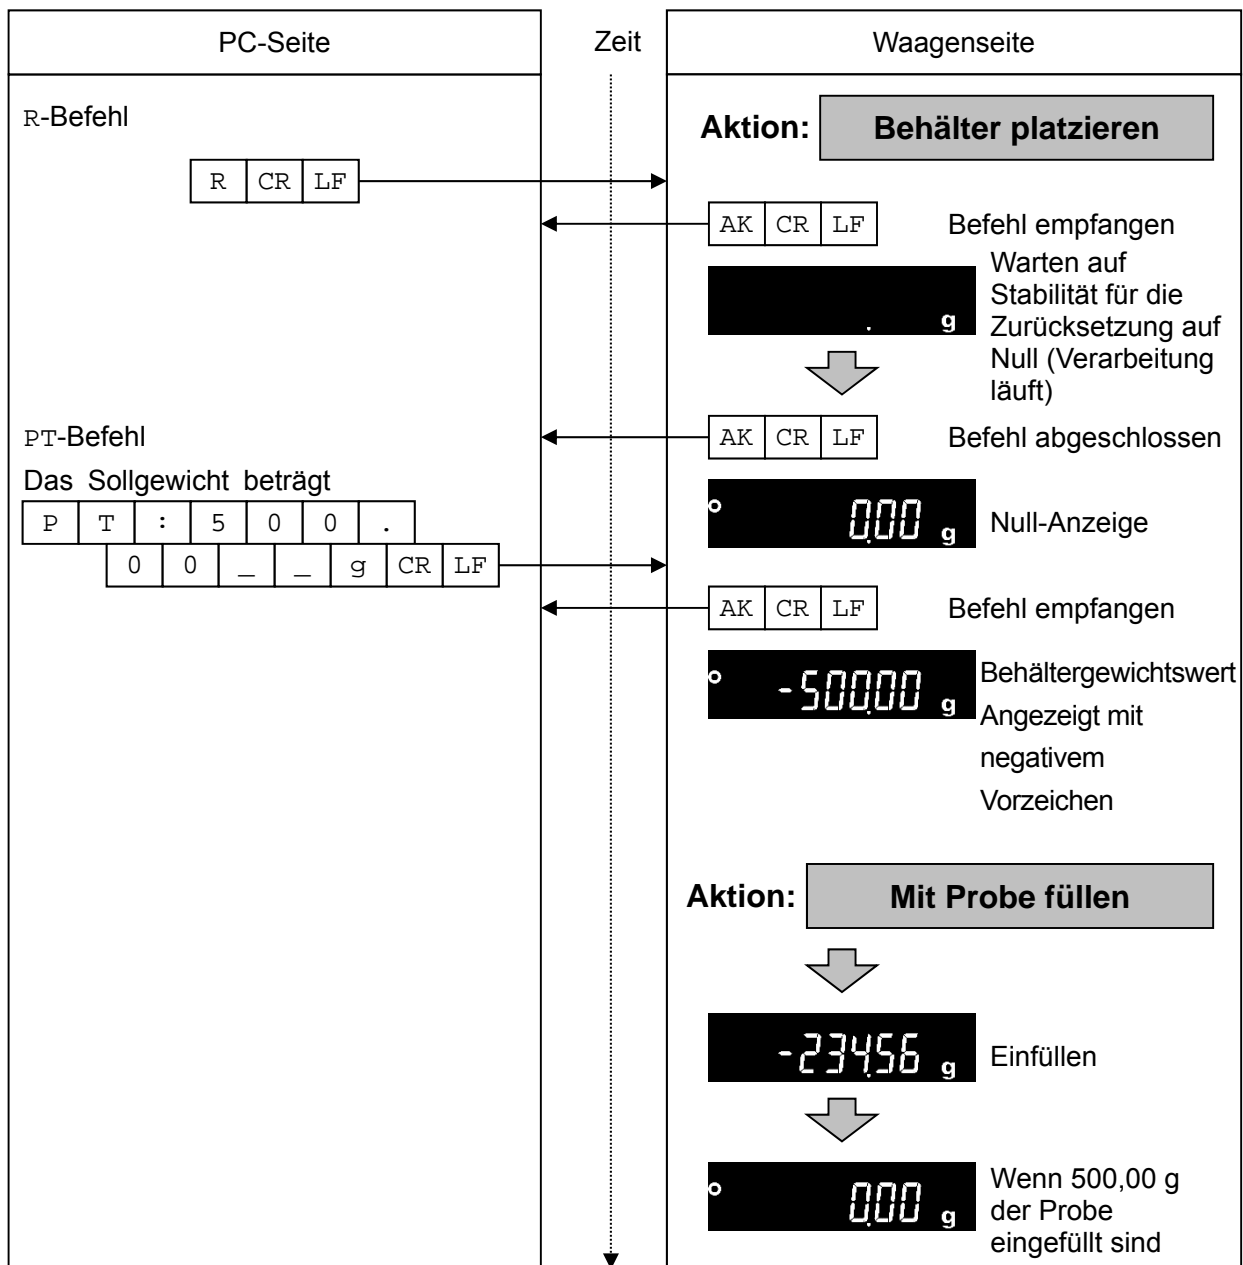 PC-Seite
Zeit
Waagenseite
R-Befehl
Aktion: Behälter platzieren
R CR LF
AK CR LF Befehl empfangen
. g
Warten auf
Stabilität für die
Zurücksetzung auf
Null (Verarbeitung
läuft)
PT-Befehl
AK CR LF Befehl abgeschlossen
Das Sollgewicht beträgt
P T : 5 0 0 .
0.00 g Null-Anzeige
0 0 _ _ g CR LF
AK CR LF Befehl empfangen
-500.00 g
Behältergewichtswert
Angezeigt mit
negativem
Vorzeichen
Aktion: Mit Probe füllen
-234.56 g Einfüllen
0.00 g
Wenn 500,00 g
der Probe
eingefüllt sind